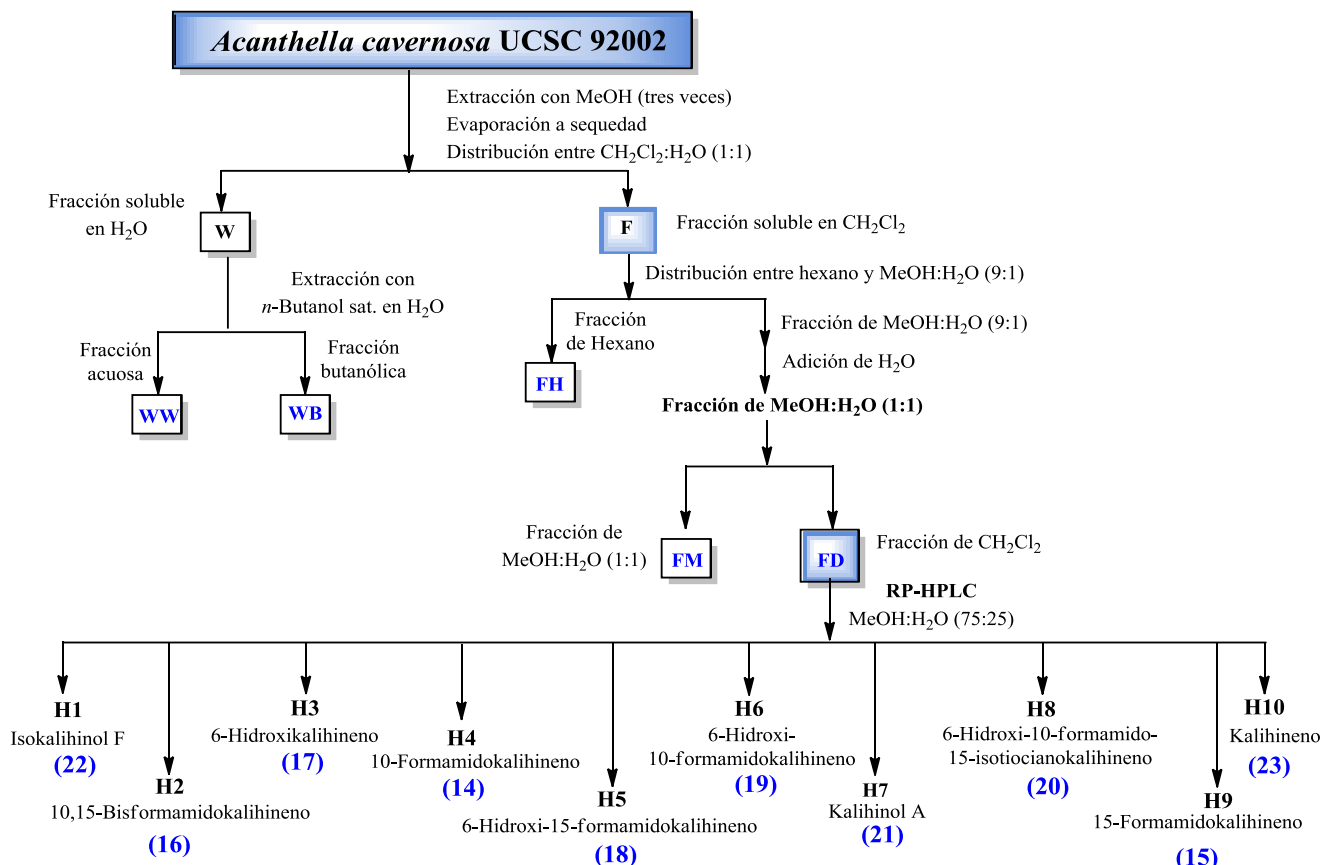 Acanthella cavernosa UCSC 92002
Extracción con MeOH (tres veces)
Evaporación a sequedad
Distribución entre CH₂Cl₂:H₂O (1:1)
Fracción soluble
en H₂O
W
F
Fracción soluble en CH₂Cl₂
Extracción con
n-Butanol sat. en H₂O
Distribución entre hexano y MeOH:H₂O (9:1)
Fracción
acuosa
Fracción
butanólica
WW
WB
Fracción
de Hexano
FH
Fracción de MeOH:H₂O (9:1)
Adición de H₂O
Fracción de MeOH:H₂O (1:1)
Fracción de
MeOH:H₂O (1:1)
FM
FD
Fracción de CH₂Cl₂
RP-HPLC
MeOH:H₂O (75:25)
H1
Isokalihinol F
(22)
H2
10,15-Bisformamidokalihineno
(16)
H3
6-Hidroxikalihineno
(17)
H4
10-Formamidokalihineno
(14)
H5
6-Hidroxi-15-formamidokalihineno
(18)
H6
6-Hidroxi-
10-formamidokalihineno
(19)
H7
Kalihinol A
(21)
H8
6-Hidroxi-10-formamido-
15-isotiocianokalihineno
(20)
H9
15-Formamidokalihineno
(15)
H10
Kalihineno
(23)